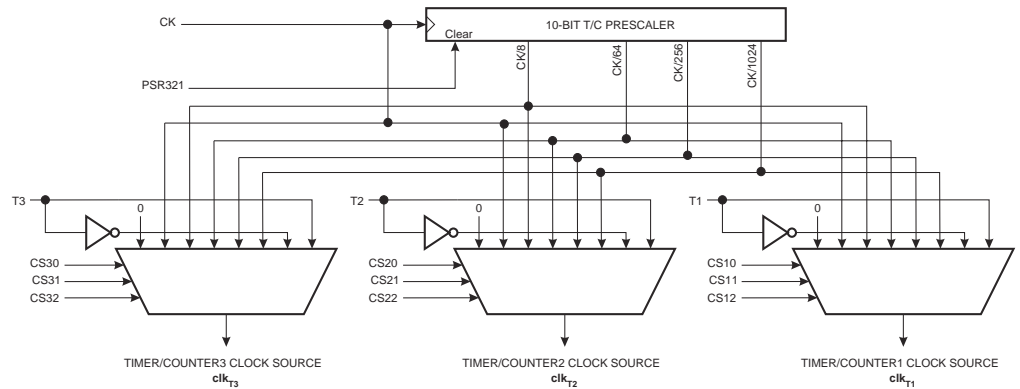 CK
10-BIT T/C PRESCALER
Clear
CK/8
CK/64
CK/256
CK/1024
PSR321
T3
T2
T1
0
0
0
CS30
CS31
CS32
CS20
CS21
CS22
CS10
CS11
CS12
TIMER/COUNTER3 CLOCK SOURCE
clkT3
TIMER/COUNTER2 CLOCK SOURCE
clkT2
TIMER/COUNTER1 CLOCK SOURCE
clkT1